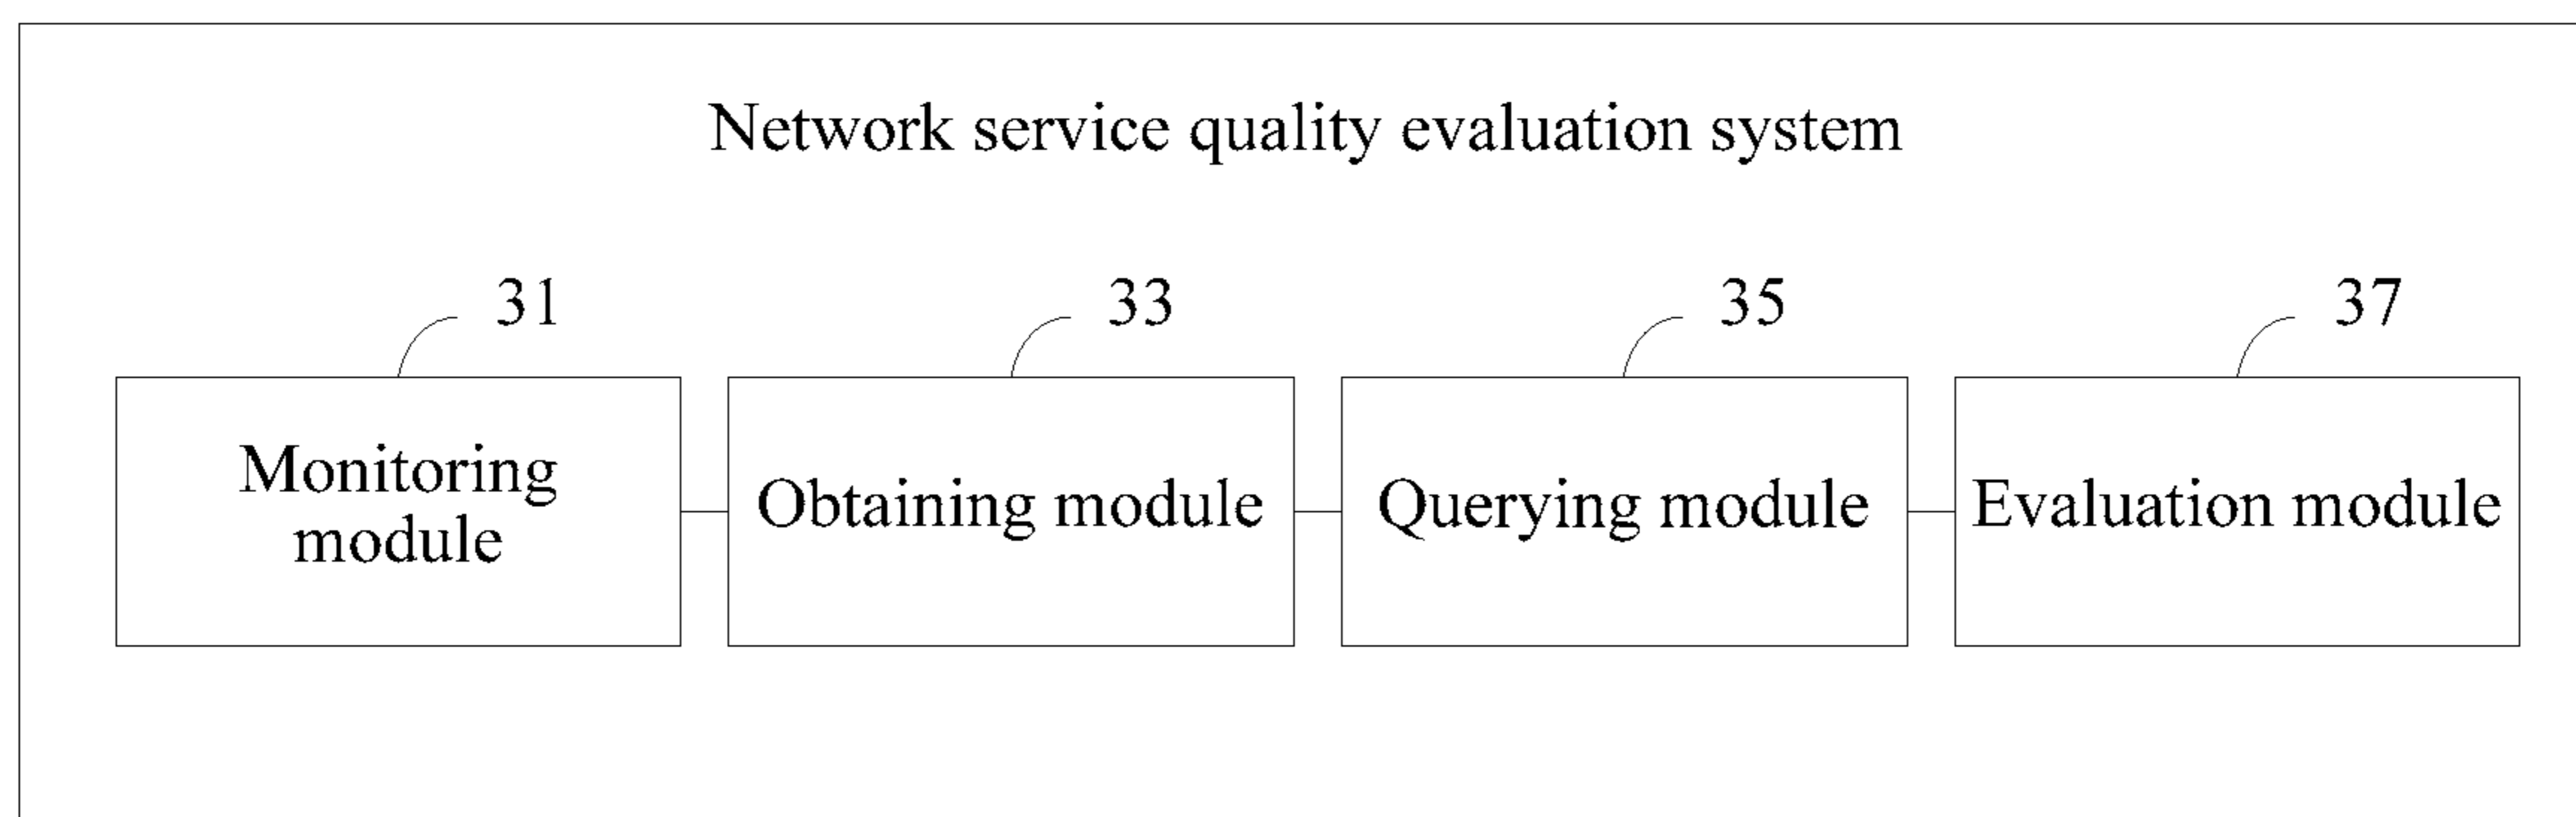 Network service quality evaluation system
31
33
35
37
Monitoring
module
Obtaining module
Querying module
Evaluation module